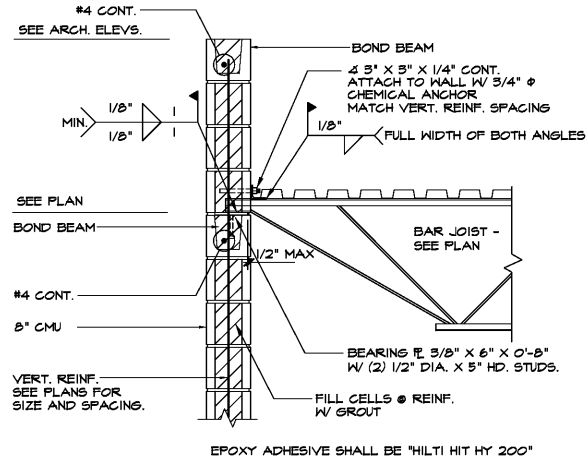 #4 CONT.
SEE ARCH. ELEVS.
BOND BEAM
∡ 3" X 3" X 1/4" CONT.
ATTACH TO WALL W/ 3/4" ϕ
CHEMICAL ANCHOR
MATCH VERT. REINF. SPACING
MIN.
1/8"
1
1/8"
1
1/8"
FULL WIDTH OF BOTH ANGLES
SEE PLAN
BOND BEAM
BAR JOIST -
SEE PLAN
1/2" MAX
#4 CONT.
8" CMU
BEARING ℙ 3/8" X 6" X 0'-8"
W/ (2) 1/2" DIA. X 5" HD. STUDS.
VERT. REINF.
SEE PLANS FOR
SIZE AND SPACING.
FILL CELLS @ REINF.
W/ GROUT
EPOXY ADHESIVE SHALL BE "HILTI HIT HY 200"